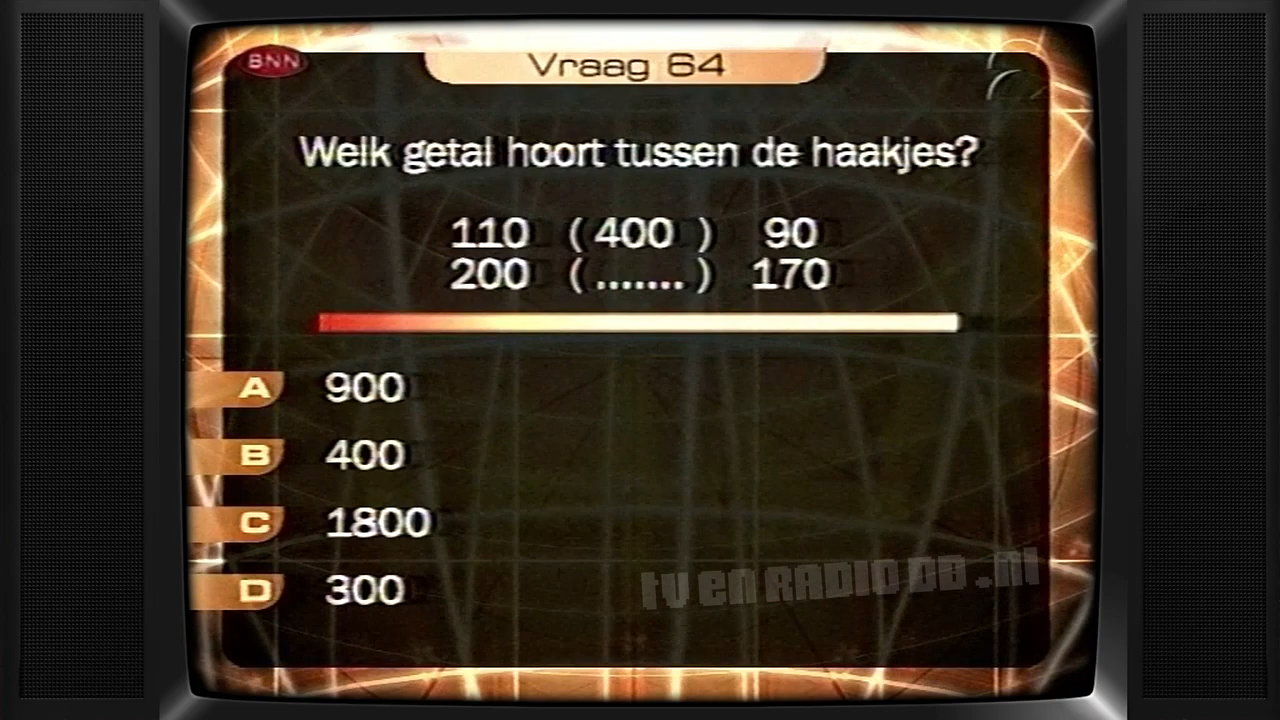 BNN
Vraag 64
Welk getal hoort tussen de haakjes?
110 (400) 90
200 (.......) 170
A 900
B 400
C 1800
D 300
tv en RADIO DB .nl